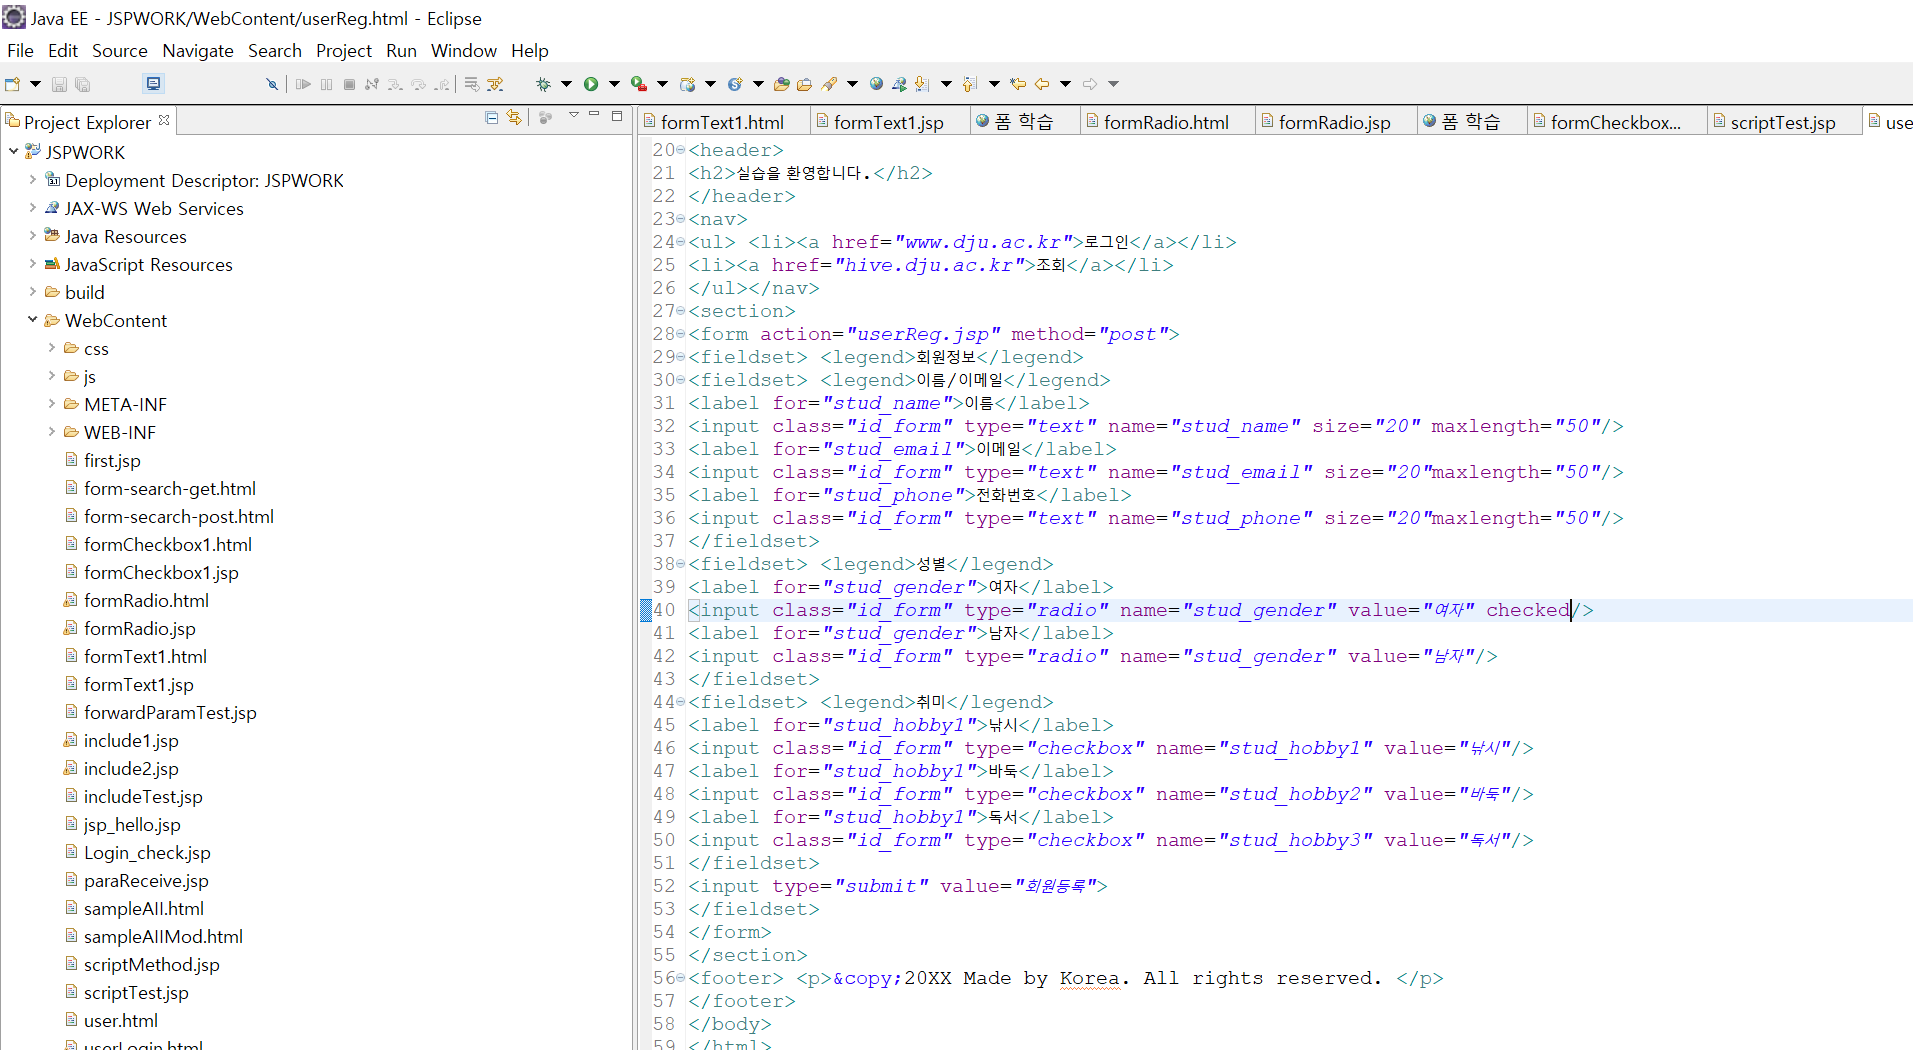 Java EE - JSPWORK/WebContent/userReg.html - Eclipse
File Edit Source Navigate Search Project Run Window Help
Project Explorer
JSPWORK
Deployment Descriptor: JSPWORK
JAX-WS Web Services
Java Resources
JavaScript Resources
build
WebContent
css
js
META-INF
WEB-INF
first.jsp
form-search-get.html
form-secarch-post.html
formCheckbox1.html
formCheckbox1.jsp
formRadio.html
formRadio.jsp
formText1.html
formText1.jsp
forwardParamTest.jsp
include1.jsp
include2.jsp
includeTest.jsp
jsp_hello.jsp
Login_check.jsp
paraReceive.jsp
sampleAII.html
sampleAIIMod.html
scriptMethod.jsp
scriptTest.jsp
user.html
userLogin.html
formText1.html formText1.jsp 폼 학습 formRadio.html formRadio.jsp 폼 학습 formCheckbox... scriptTest.jsp use
20 <header>
21 <h2>실습을 환영합니다.</h2>
22 </header>
23 <nav>
24 <ul> <li><a href="www.dju.ac.kr">로그인</a></li>
25 <li><a href="hive.dju.ac.kr">조회</a></li>
26 </ul></nav>
27 <section>
28 <form action="userReg.jsp" method="post">
29 <fieldset> <legend>회원정보</legend>
30 <fieldset> <legend>이름/이메일</legend>
31 <label for="stud_name">이름</label>
32 <input class="id_form" type="text" name="stud_name" size="20" maxlength="50"/>
33 <label for="stud_email">이메일</label>
34 <input class="id_form" type="text" name="stud_email" size="20"maxlength="50"/>
35 <label for="stud_phone">전화번호</label>
36 <input class="id_form" type="text" name="stud_phone" size="20"maxlength="50"/>
37 </fieldset>
38 <fieldset> <legend>성별</legend>
39 <label for="stud_gender">여자</label>
40 <input class="id_form" type="radio" name="stud_gender" value="여자" checked/>
41 <label for="stud_gender">남자</label>
42 <input class="id_form" type="radio" name="stud_gender" value="남자"/>
43 </fieldset>
44 <fieldset> <legend>취미</legend>
45 <label for="stud_hobby1">낚시</label>
46 <input class="id_form" type="checkbox" name="stud_hobby1" value="낚시"/>
47 <label for="stud_hobby1">바둑</label>
48 <input class="id_form" type="checkbox" name="stud_hobby2" value="바둑"/>
49 <label for="stud_hobby1">독서</label>
50 <input class="id_form" type="checkbox" name="stud_hobby3" value="독서"/>
51 </fieldset>
52 <input type="submit" value="회원등록">
53 </fieldset>
54 </form>
55 </section>
56 <footer> <p>&copy;20XX Made by Korea. All rights reserved. </p>
57 </footer>
58 </body>
59 </html>